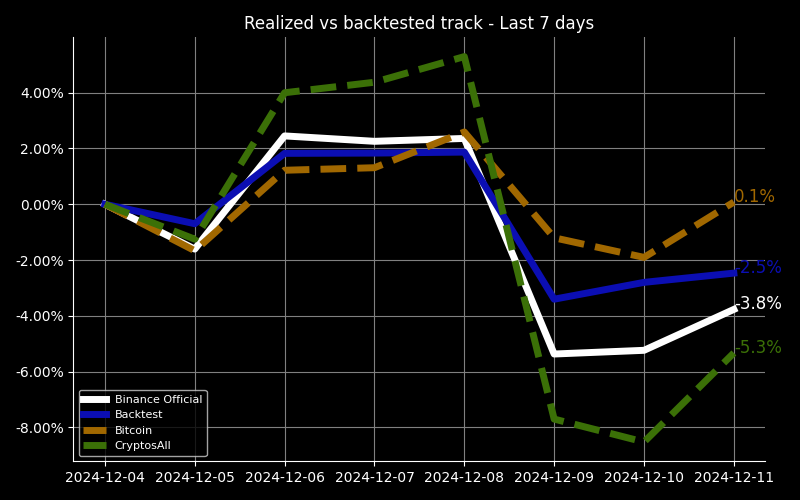 Realized vs backtested track - Last 7 days
4.00%
2.00%
0.00%
-2.00%
-4.00%
-6.00%
-8.00%
0.1%
-2.5%
-3.8%
-5.3%
Binance Official
Backtest
Bitcoin
CryptosAll
2024-12-04 2024-12-05 2024-12-06 2024-12-07 2024-12-08 2024-12-09 2024-12-10 2024-12-11